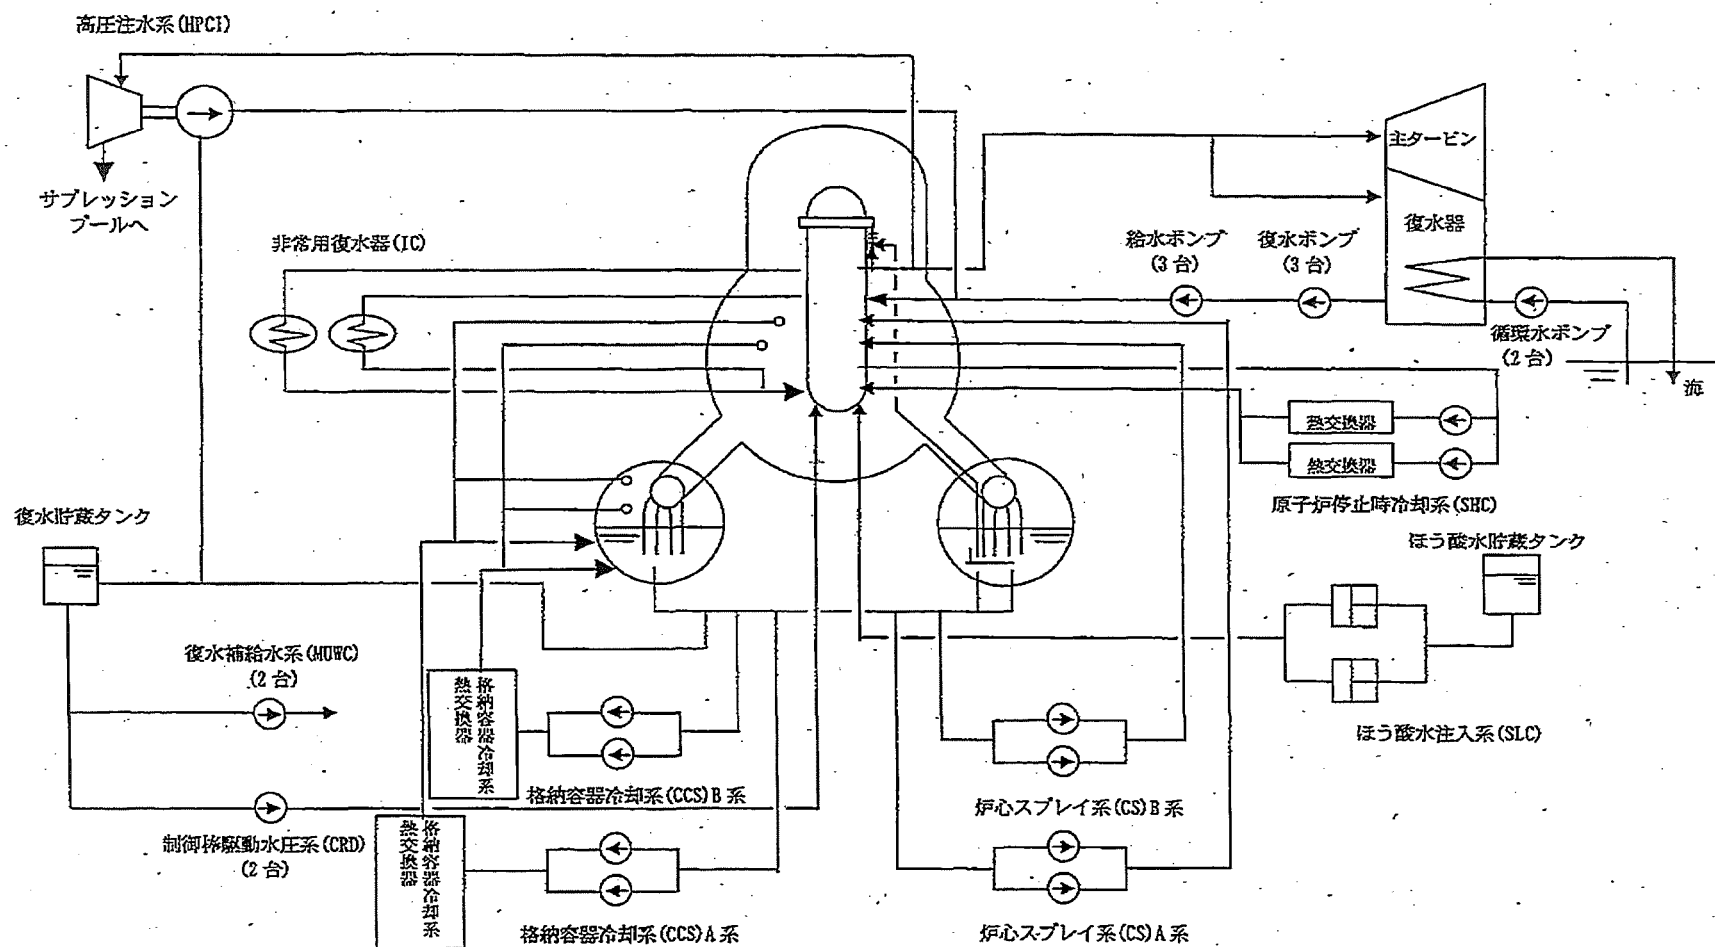 高圧注水系(HPCI)
サプレッション
プールへ
非常用復水器(IC)
主タービン
復水器
給水ポンプ
(3台)
復水ポンプ
(3台)
循環水ポンプ
(2台)
海
熱交換器
熱交換器
原子炉停止時冷却系(SHC)
復水貯蔵タンク
ほう酸水貯蔵タンク
復水補給水系(MUWC)
(2台)
格納容器冷却系
熱交換器
ほう酸水注入系(SLC)
格納容器冷却系(CCS)B系
炉心スプレイ系(CS)B系
制御棒駆動水圧系(CRD)
(2台)
格納容器冷却系
熱交換器
格納容器冷却系(CCS)A系
炉心スプレイ系(CS)A系